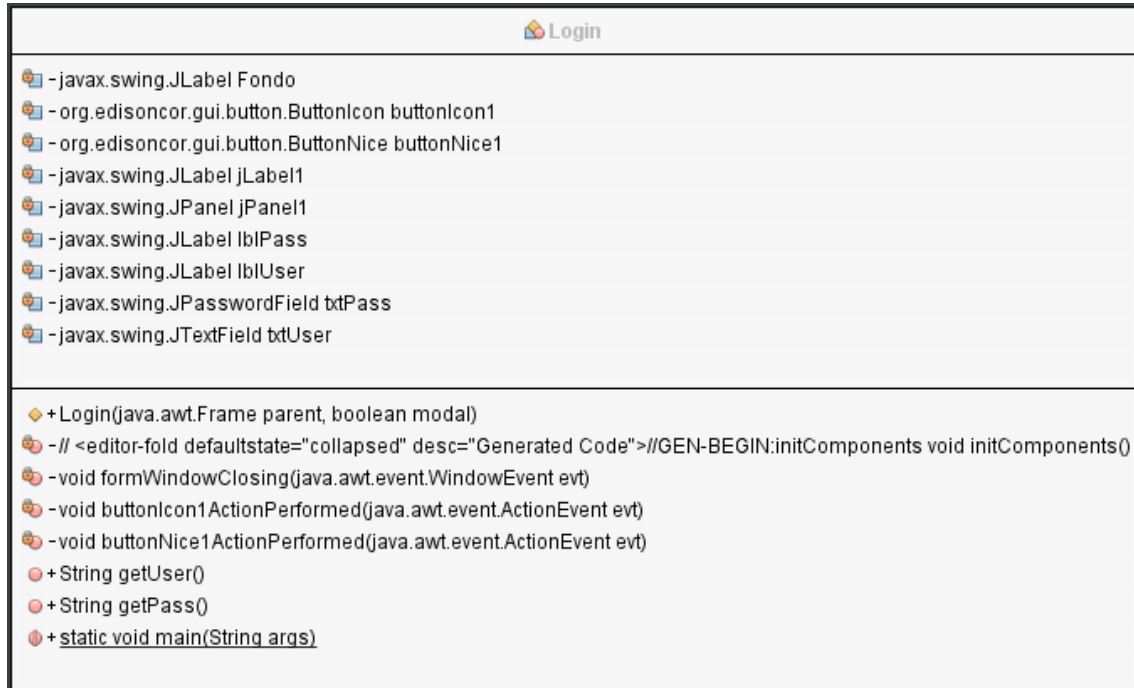 Login
-javax.swing.JLabel Fondo
-org.edisoncor.gui.button.ButtonIcon buttonIcon1
-org.edisoncor.gui.button.ButtonNice buttonNice1
-javax.swing.JLabel jLabel1
-javax.swing.JPanel jPanel1
-javax.swing.JLabel lblPass
-javax.swing.JLabel lblUser
-javax.swing.JPasswordField txtPass
-javax.swing.JTextField txtUser
+Login(java.awt.Frame parent, boolean modal)
-// <editor-fold defaultstate="collapsed" desc="Generated Code">//GEN-BEGIN:initComponents void initComponents()
-void formWindowClosing(java.awt.event.WindowEvent evt)
-void buttonIcon1ActionPerformed(java.awt.event.ActionEvent evt)
-void buttonNice1ActionPerformed(java.awt.event.ActionEvent evt)
+String getUser()
+String getPass()
+static void main(String args)